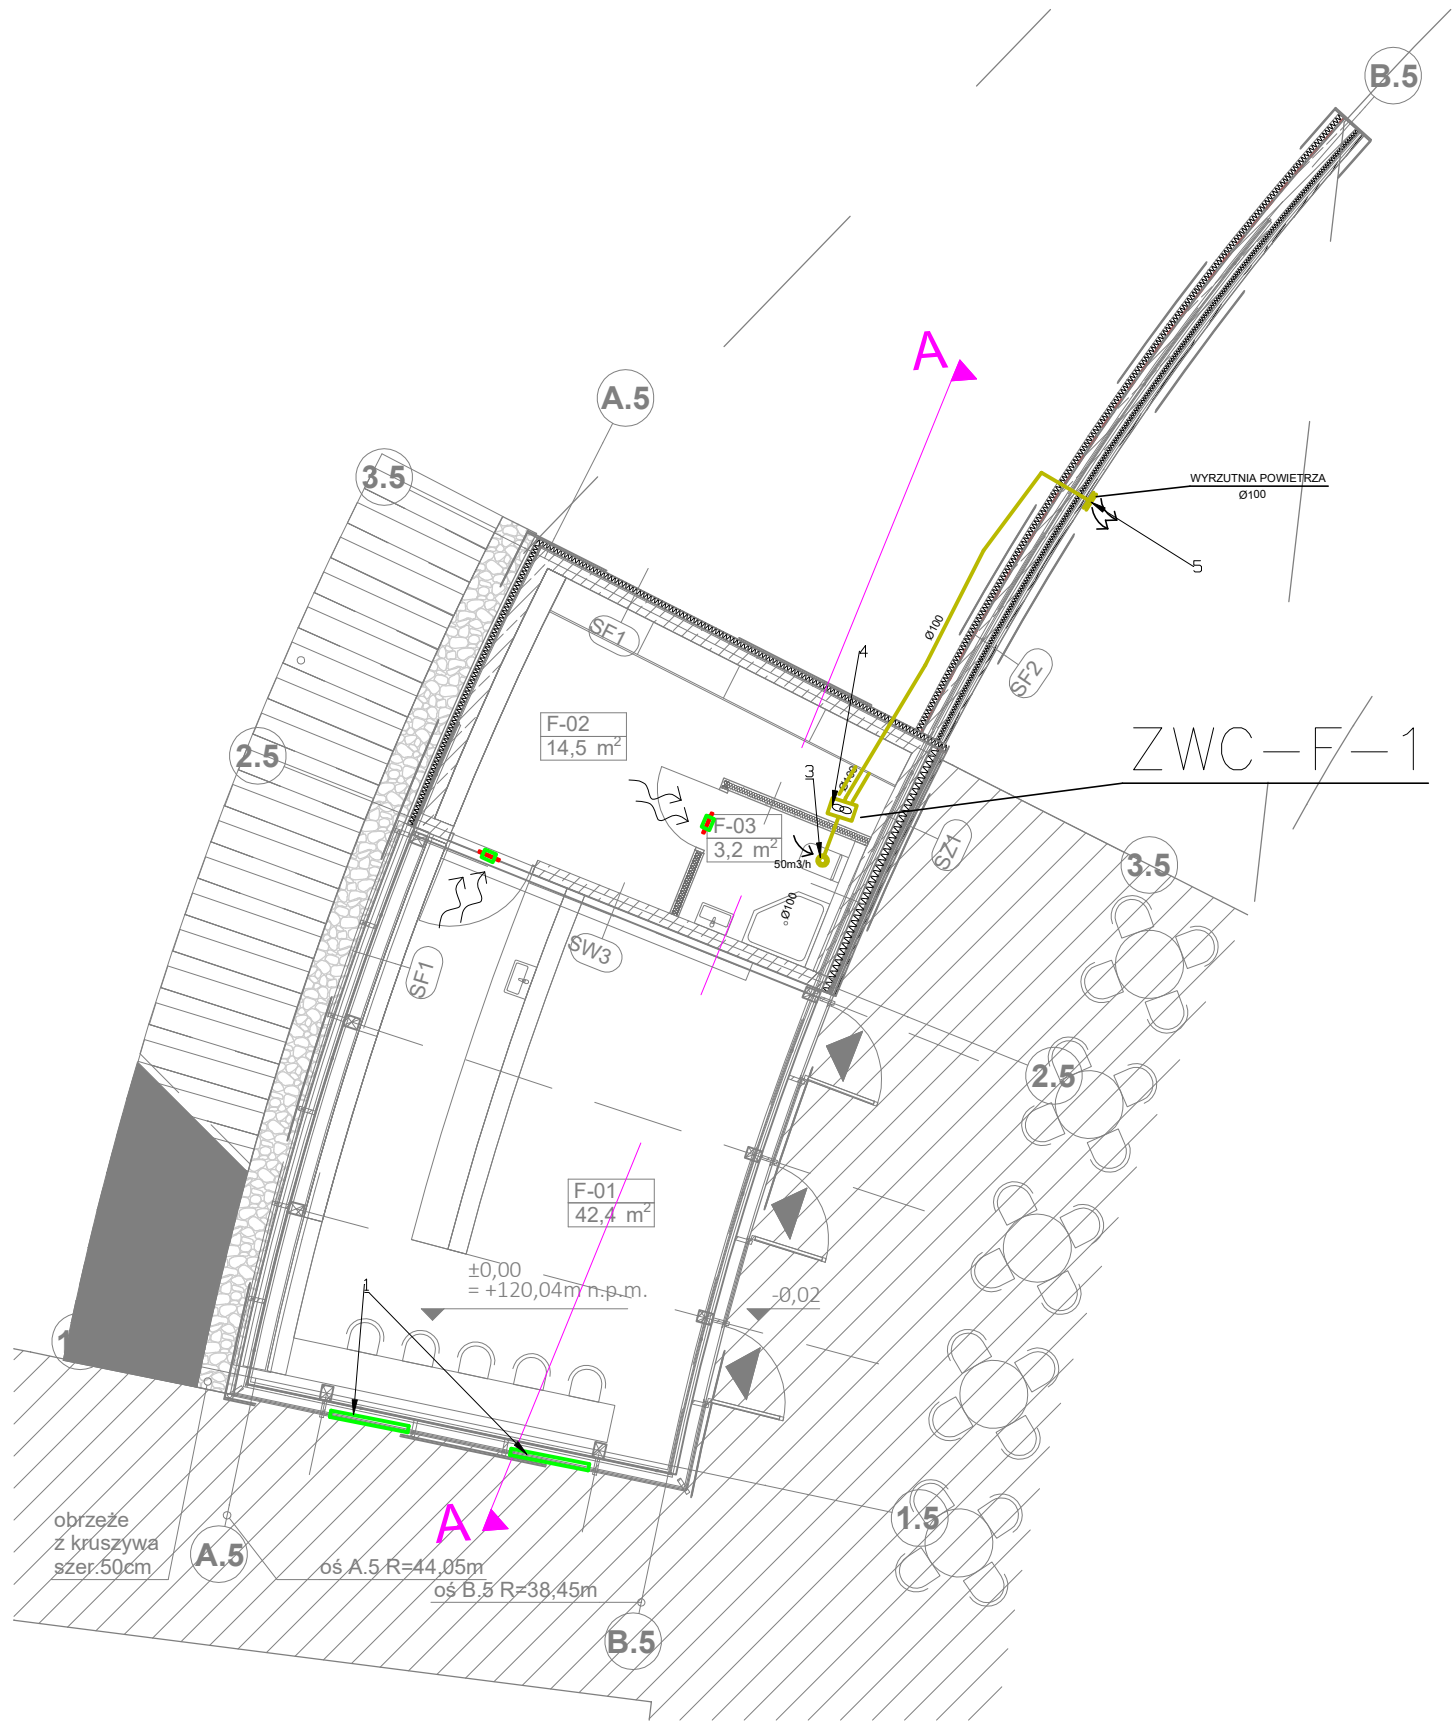 B.5
A
A.5
3.5
WYRZUTNIA POWIETRZA
Ø100
5
Ø100
SF1
4
SF2
F-02
14,5 m²
ZWC-F-1
2.5
3
Ø100
F-03
3,2 m²
50m3/h
SZ1
3.5
Ø100
SW3
SF1
2.5
F-01
42,4 m²
±0,00
= +120,04m n.p.m.
1
-0,02
1
A
1.5
obrzeże
z kruszywa
szer.50cm
A.5
oś A.5 R=44,05m
oś B.5 R=38,45m
B.5